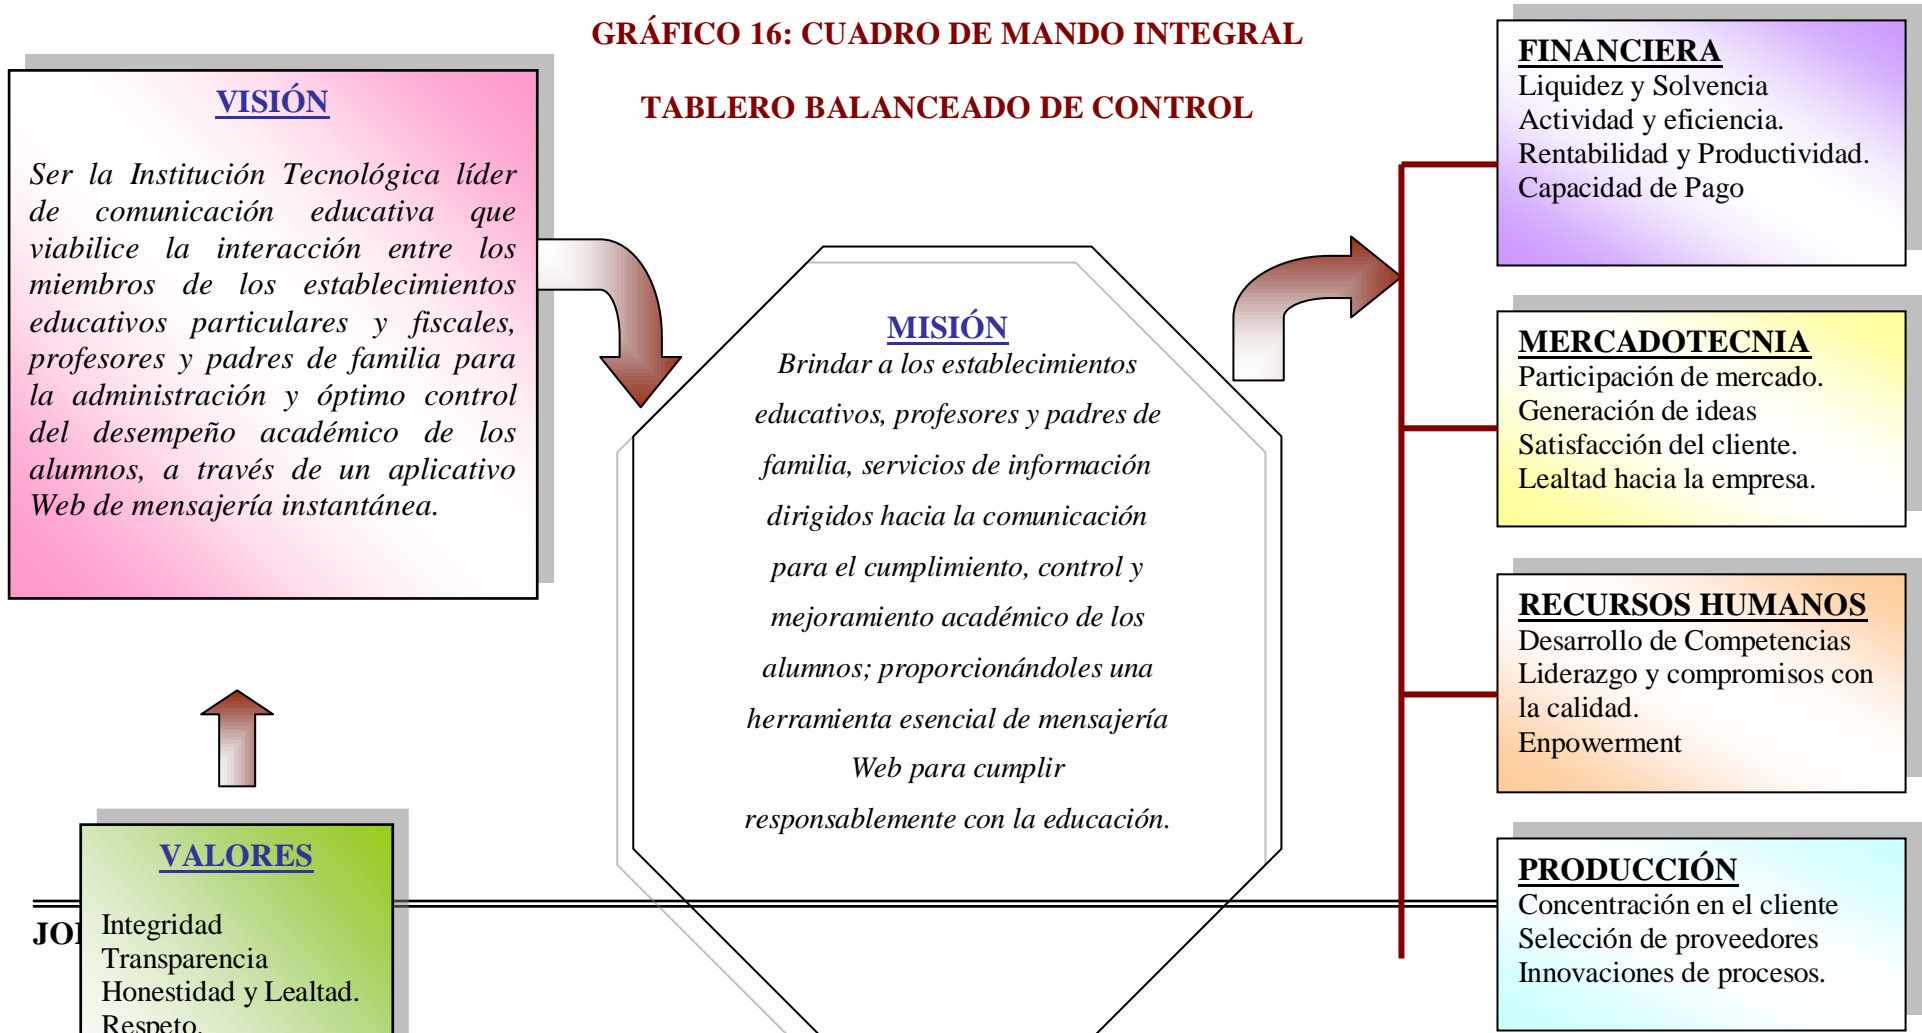 GRÁFICO 16: CUADRO DE MANDO INTEGRAL
TABLERO BALANCEADO DE CONTROL
VISIÓN
Ser la Institución Tecnológica líder
de comunicación educativa que
viabilice la interacción entre los
miembros de los establecimientos
educativos particulares y fiscales,
profesores y padres de familia para
la administración y óptimo control
del desempeño académico de los
alumnos, a través de un aplicativo
Web de mensajería instantánea.
VALORES
Integridad
Transparencia
Honestidad y Lealtad.
Respeto.
MISIÓN
Brindar a los establecimientos
educativos, profesores y padres de
familia, servicios de información
dirigidos hacia la comunicación
para el cumplimiento, control y
mejoramiento académico de los
alumnos; proporcionándoles una
herramienta esencial de mensajería
Web para cumplir
responsablemente con la educación.
FINANCIERA
Liquidez y Solvencia
Actividad y eficiencia.
Rentabilidad y Productividad.
Capacidad de Pago
MERCADOTECNIA
Participación de mercado.
Generación de ideas
Satisfacción del cliente.
Lealtad hacia la empresa.
RECURSOS HUMANOS
Desarrollo de Competencias
Liderazgo y compromisos con
la calidad.
Enpowerment
PRODUCCIÓN
Concentración en el cliente
Selección de proveedores
Innovaciones de procesos.